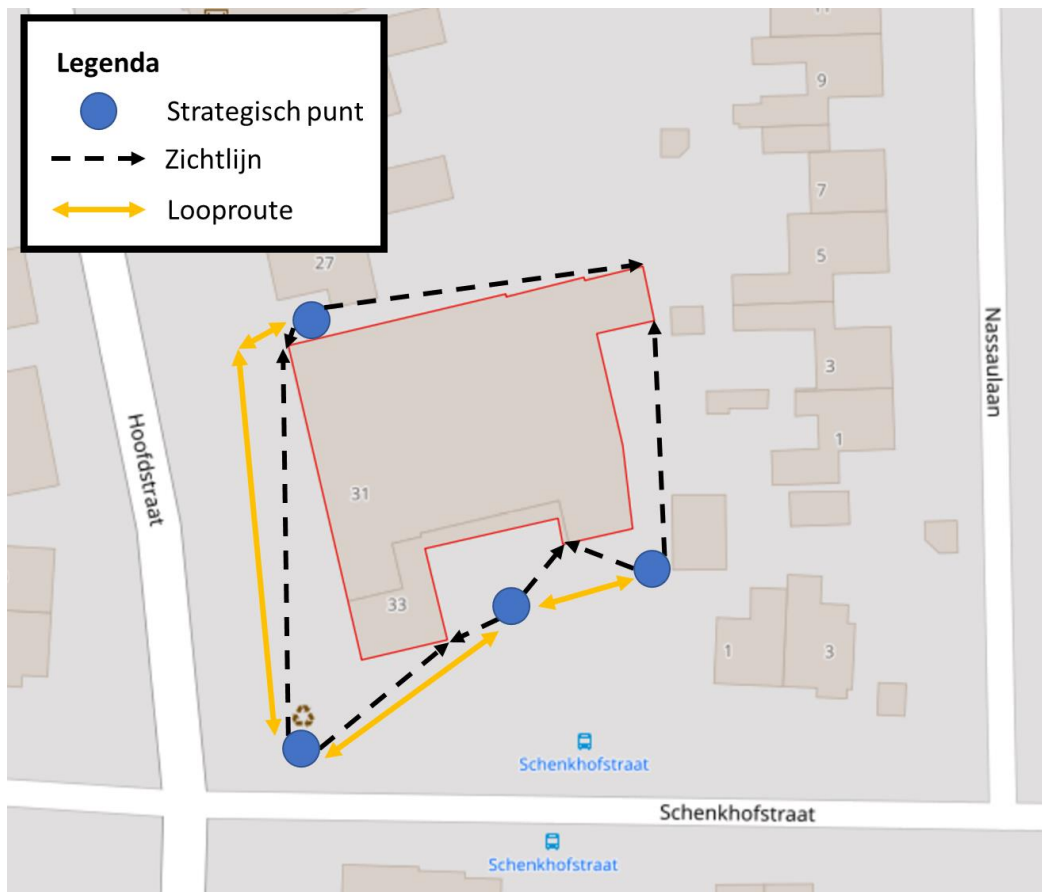 Legenda
Strategisch punt
Zichtlijn
Looproute
11
9
7
5
27
3
1
Nassaulaan
Hoofdstraat
31
33
1
3
Schenkhofstraat
Schenkhofstraat
Schenkhofstraat